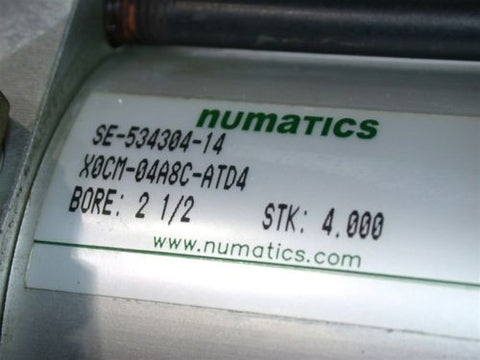 numatics
SE-534304-14
X0CM-04A8C-ATD4
BORE: 2 1/2 STK: 4.000
www.numatics.com